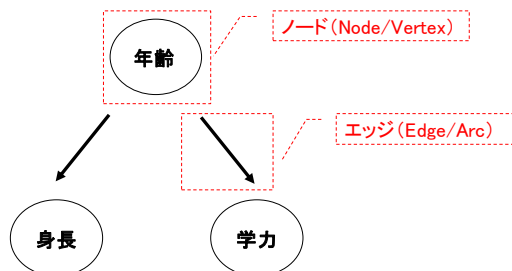 ノード(Node/Vertex)
年齢
エッジ(Edge/Arc)
身長
学力